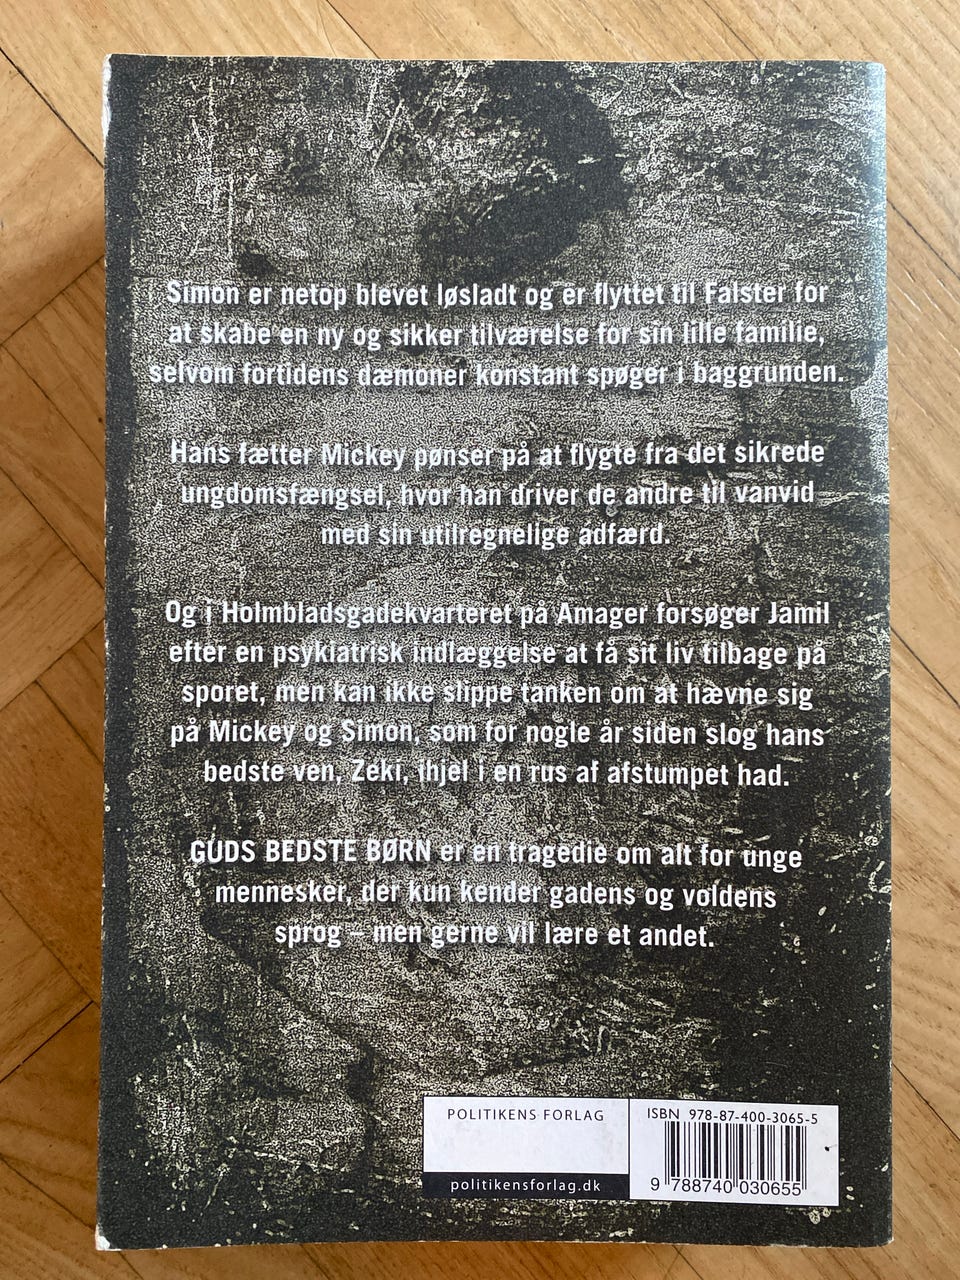 Simon er netop blevet løsladt og er flyttet til Falster for
at skabe en ny og sikker tilværelse for sin lille familie,
selvom fortidens dæmoner konstant spøger i baggrunden.
Hans fætter Mickey pønser på at flygte fra det sikrede
ungdomsfængsel, hvor han driver de andre til vanvid
med sin utilregnelige adfærd.
Og i Holmbladsgadekvarteret på Amager forsøger Jamil
efter en psykiatrisk indlæggelse at få sit liv tilbage på
sporet, men kan ikke slippe tanken om at hævne sig
på Mickey og Simon, som for nogle år siden slog hans
bedste ven, Zeki, ihjel i en rus af afstumpet had.
GUDS BEDSTE BØRN er en tragedie om alt for unge
mennesker, der kun kender gadens og voldens
sprog – men gerne vil lære et andet.
POLITIKENS FORLAG
politikensforlag.dk
ISBN 978-87-400-3065-5
9 788740 030655